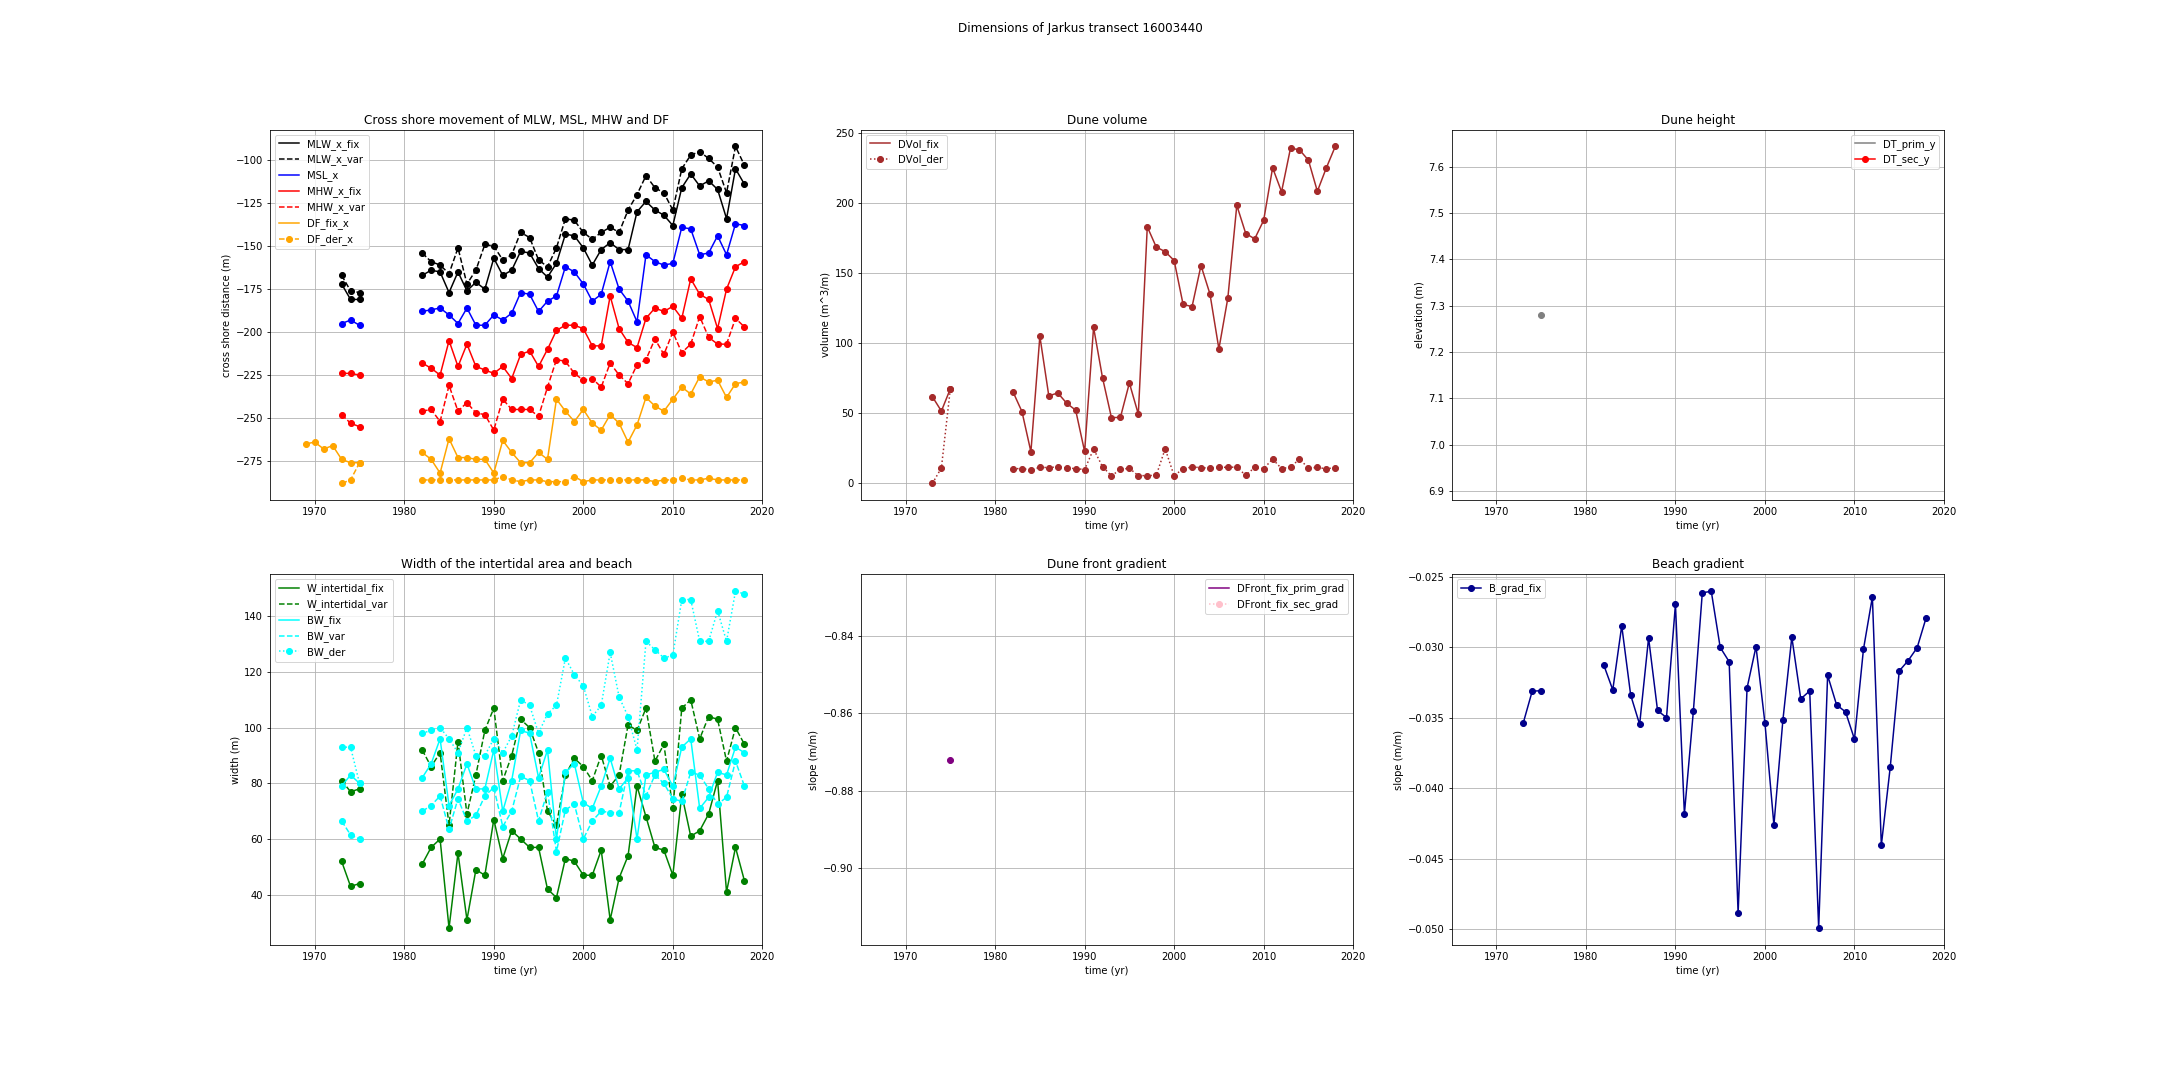 Dimensions of Jarkus transect 16003440
Cross shore movement of MLW, MSL, MHW and DF
MLW_x_fix
MLW_x_var
MSL_x
MHW_x_fix
MHW_x_var
DF_fix_x
DF_der_x
cross shore distance (m)
−100
−125
−150
−175
−200
−225
−250
−275
1970 1980 1990 2000 2010 2020
time (yr)
Dune volume
DVol_fix
DVol_der
volume (m^3/m)
250
200
150
100
50
0
1970 1980 1990 2000 2010 2020
time (yr)
Dune height
DT_prim_y
DT_sec_y
elevation (m)
7.6
7.5
7.4
7.3
7.2
7.1
7.0
6.9
1970 1980 1990 2000 2010 2020
time (yr)
Width of the intertidal area and beach
W_intertidal_fix
W_intertidal_var
BW_fix
BW_var
BW_der
width (m)
140
120
100
80
60
40
1970 1980 1990 2000 2010 2020
time (yr)
Dune front gradient
DFront_fix_prim_grad
DFront_fix_sec_grad
slope (m/m)
−0.84
−0.86
−0.88
−0.90
1970 1980 1990 2000 2010 2020
time (yr)
Beach gradient
B_grad_fix
slope (m/m)
−0.025
−0.030
−0.035
−0.040
−0.045
−0.050
1970 1980 1990 2000 2010 2020
time (yr)